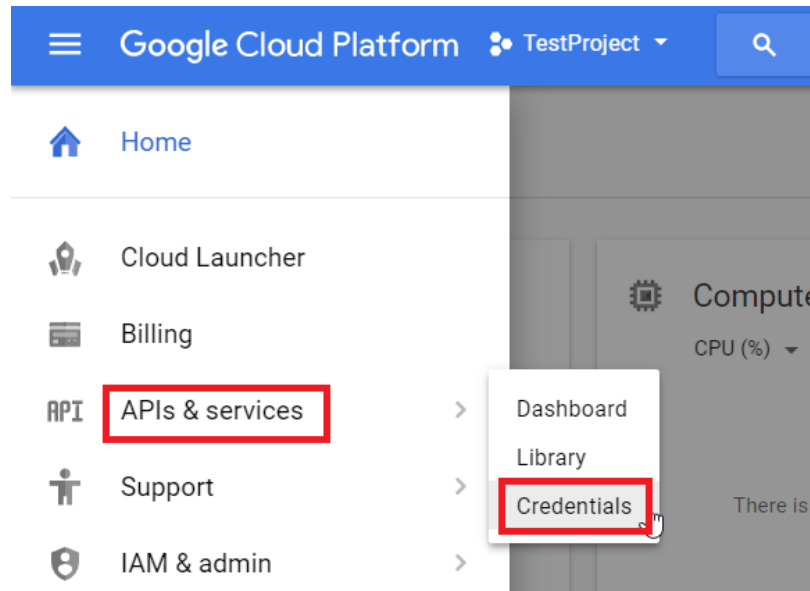 Google Cloud Platform TestProject
Home
Cloud Launcher
Billing
API APIs & services
Support
IAM & admin
Dashboard
Library
Credentials
CPU (%)
There is